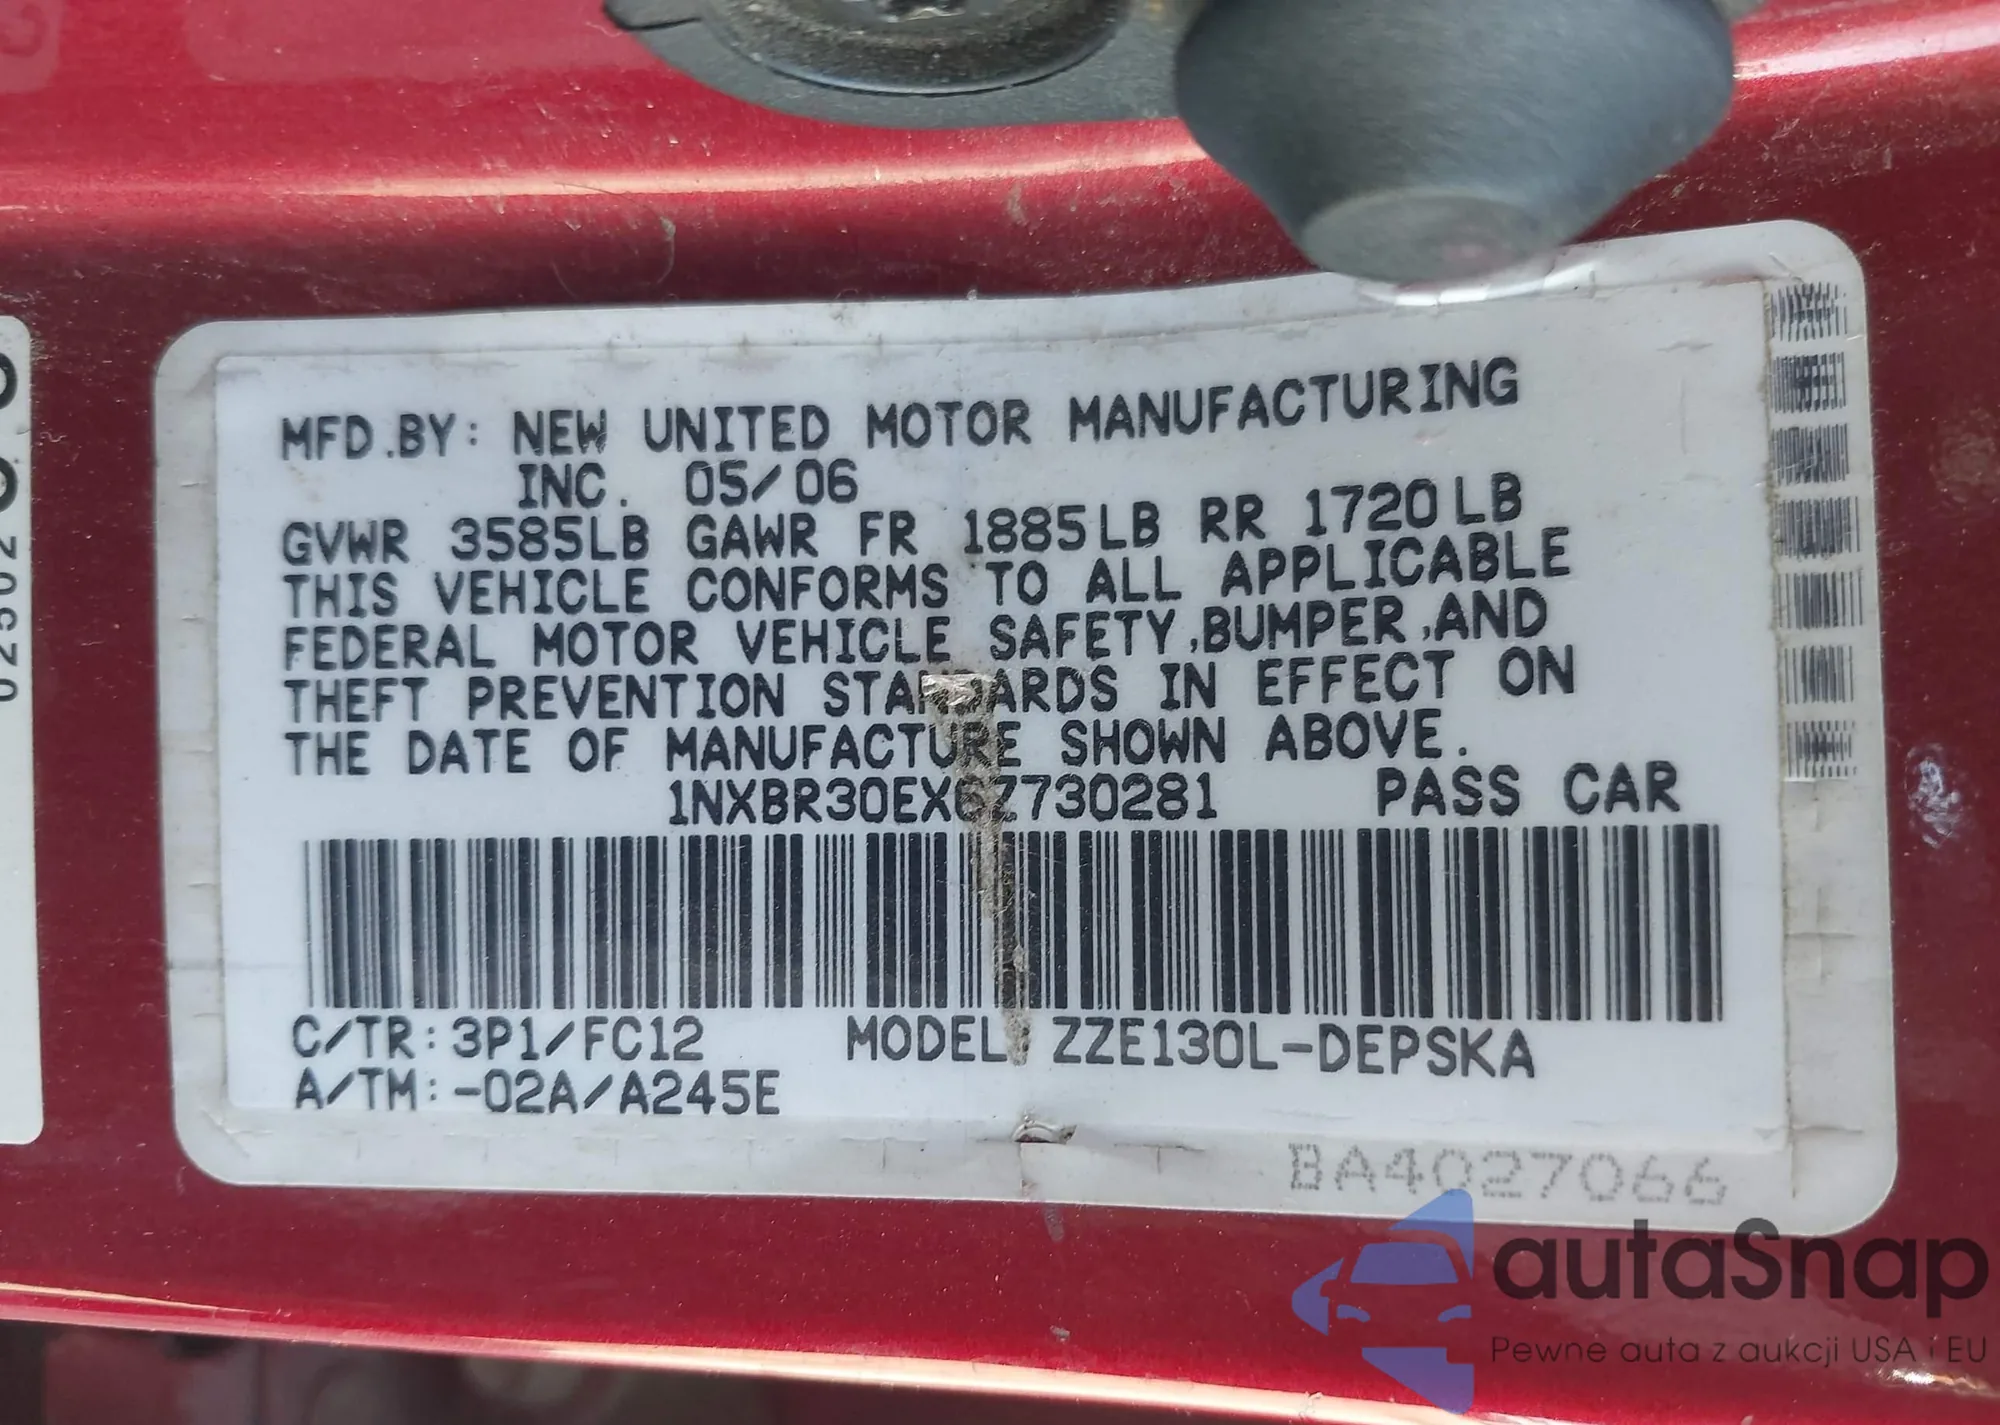 MFD.BY: NEW UNITED MOTOR MANUFACTURING
INC. 05/06
GVWR 3585LB GAWR FR 1885LB RR 1720LB
THIS VEHICLE CONFORMS TO ALL APPLICABLE
FEDERAL MOTOR VEHICLE SAFETY,BUMPER,AND
THEFT PREVENTION STANDARDS IN EFFECT ON
THE DATE OF MANUFACTURE SHOWN ABOVE.
1NXBR30EX6Z730281 PASS CAR
C/TR:3P1/FC12 MODEL: ZZE130L-DEPSKA
A/TM:-02A/A245E
BA4027066
autaSnap
Pewne auta z aukcji USA i EU